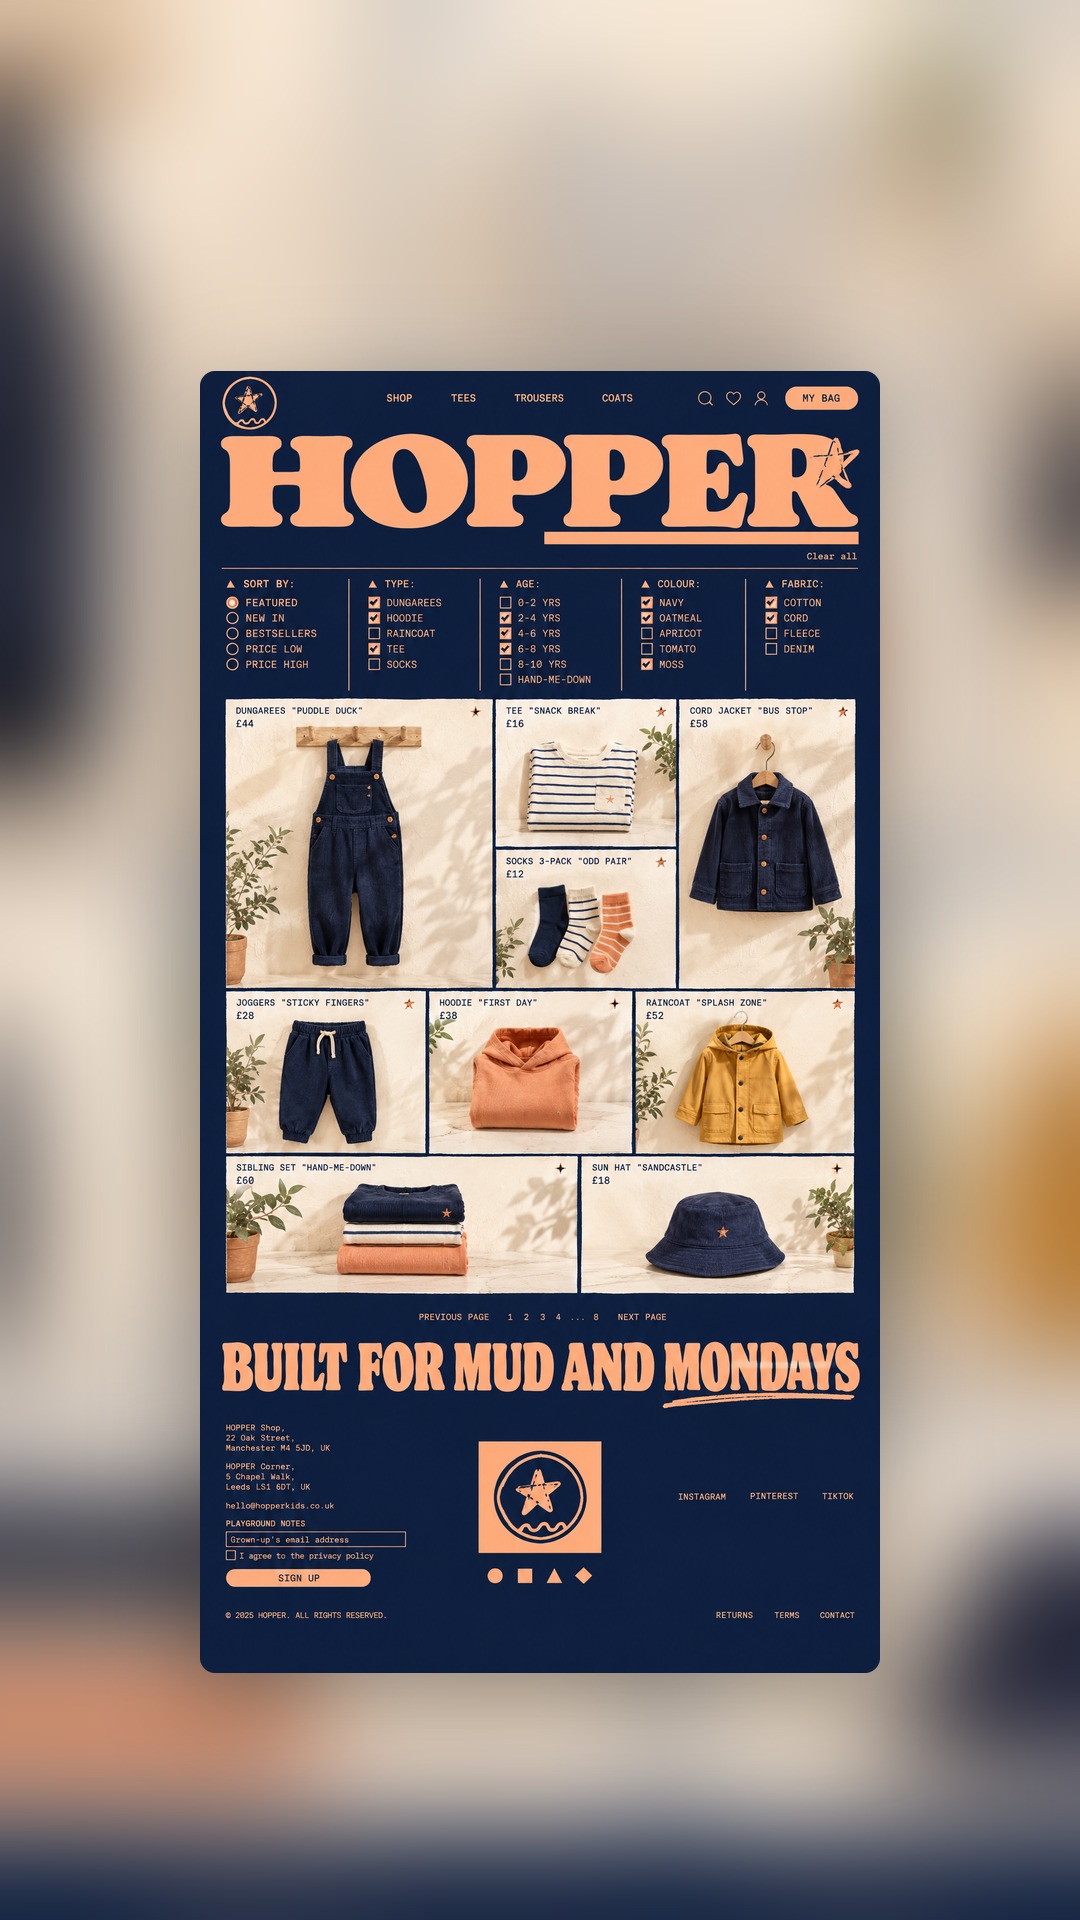 SHOP TEES TROUSERS COATS MY BAG
HOPPER
Clear all
SORT BY:
FEATURED
NEW IN
BESTSELLERS
PRICE LOW
PRICE HIGH
TYPE:
DUNGAREES
HOODIE
RAINCOAT
TEE
SOCKS
AGE:
0-2 YRS
2-4 YRS
4-6 YRS
6-8 YRS
8-10 YRS
HAND-ME-DOWN
COLOUR:
NAVY
OATMEAL
APRICOT
TOMATO
MOSS
FABRIC:
COTTON
CORD
FLEECE
DENIM
DUNGAREES "PUDDLE DUCK"
£44
TEE "SNACK BREAK"
£16
CORD JACKET "BUS STOP"
£58
SOCKS 3-PACK "ODD PAIR"
£12
JOGGERS "STICKY FINGERS"
£28
HOODIE "FIRST DAY"
£38
RAINCOAT "SPLASH ZONE"
£52
SIBLING SET "HAND-ME-DOWN"
£60
SUN HAT "SANDCASTLE"
£18
PREVIOUS PAGE 1 2 3 4 ... 8 NEXT PAGE
BUILT FOR MUD AND MONDAYS
HOPPER Shop,
22 Oak Street,
Manchester M4 5JD, UK
HOPPER Corner,
5 Chapel Walk,
Leeds LS1 6DT, UK
hello@hopperkids.co.uk
PLAYGROUND NOTES
Grown-up's email address
I agree to the privacy policy
SIGN UP
INSTAGRAM PINTEREST TIKTOK
© 2025 HOPPER. ALL RIGHTS RESERVED.
RETURNS TERMS CONTACT